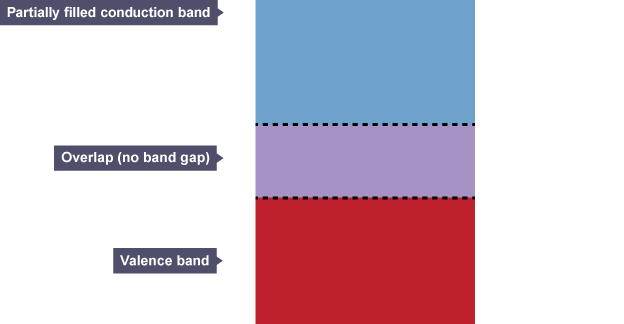 Partially filled conduction band
Overlap (no band gap)
Valence band